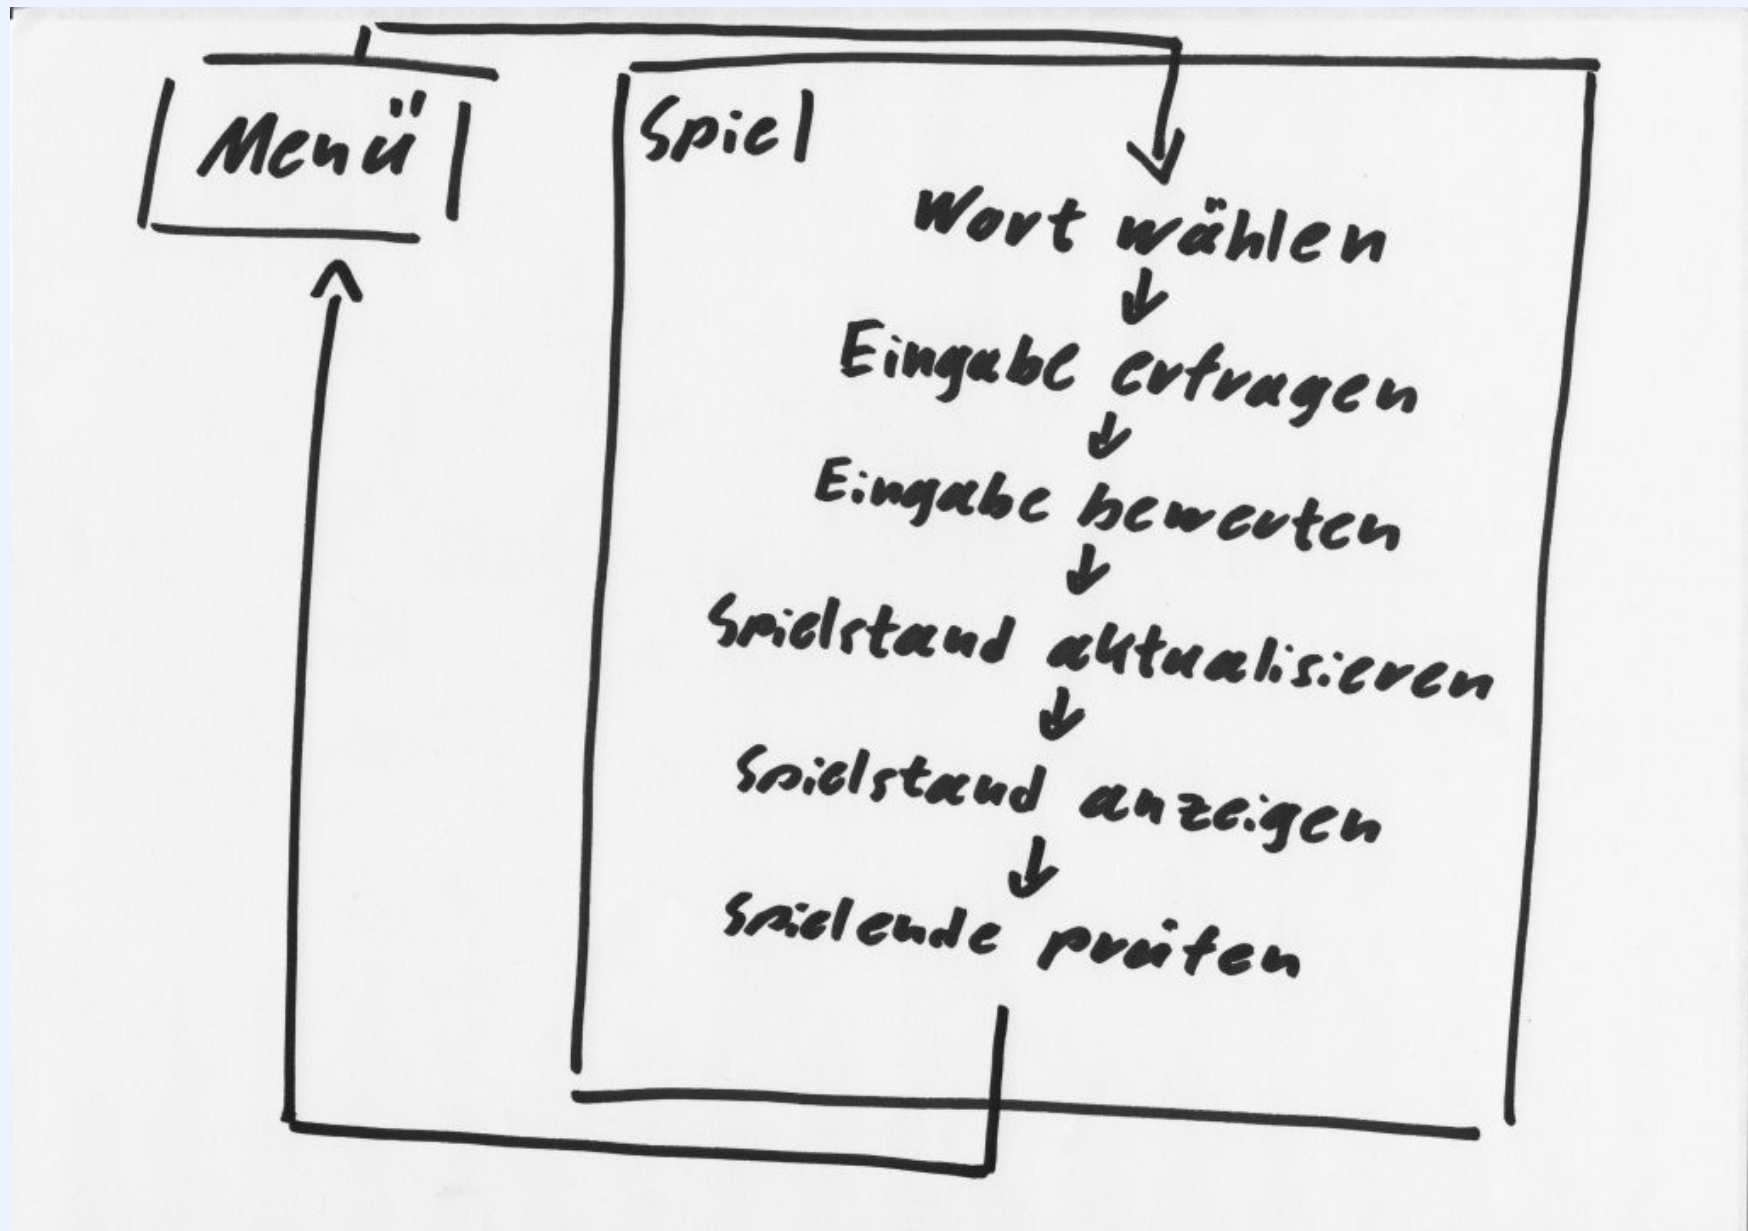 Menü
Spiel
Wort wählen
Eingabe erfragen
Eingabe bewerten
Spielstand aktualisieren
Spielstand anzeigen
Spielende prüfen